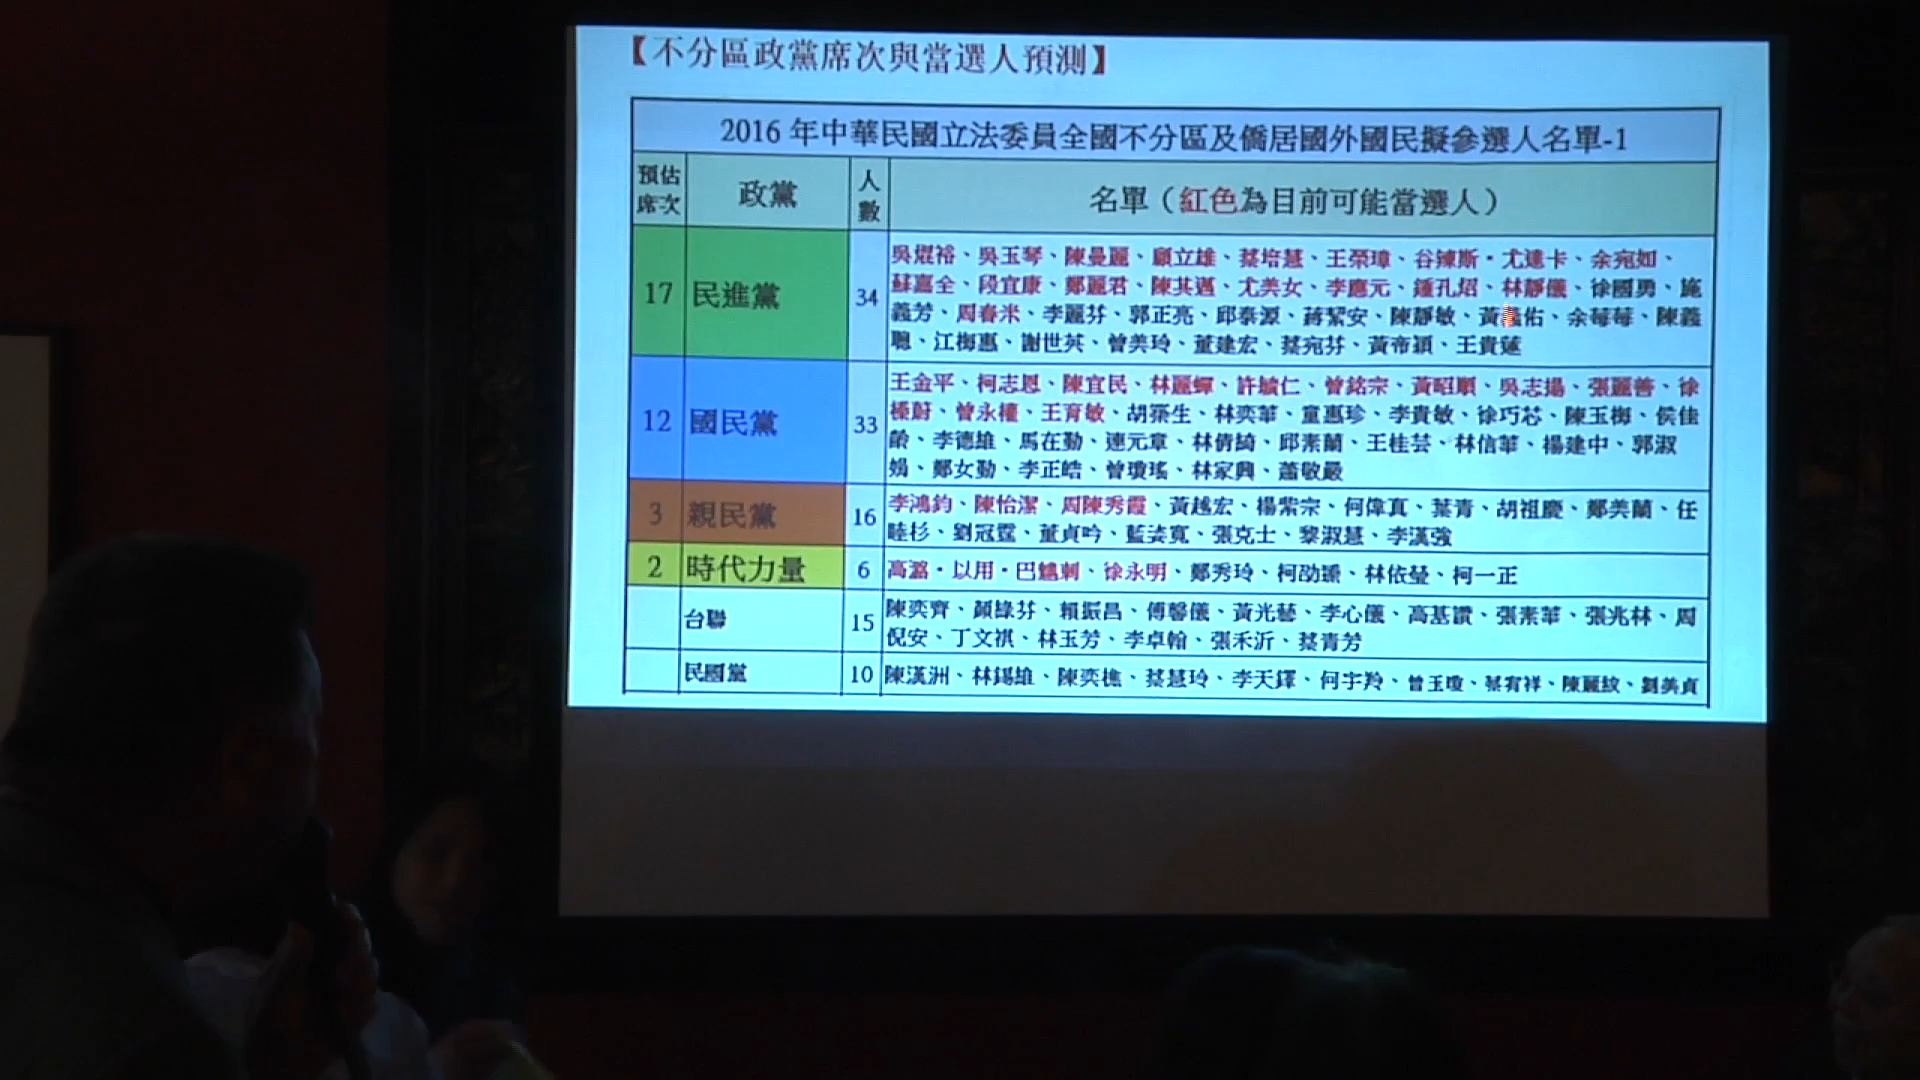 【不分區政黨席次與當選人預測】
2016 年中華民國立法委員全國不分區及僑居國外國民擬參選人名單-1
預估席次 政黨 人數 名單（紅色為目前可能當選人）
17 民進黨 34
吳焜裕、吳玉琴、陳曼麗、顧立雄、蔡培慧、王榮璋、谷辣斯·尤達卡、余宛如、
蘇嘉全、段宜康、鄭麗君、陳其邁、尤美女、李應元、鍾孔炤、林靜儀、徐國勇、施
義芳、周春米、李麗芬、郭正亮、邱泰源、蔣絜安、陳靜敏、黃佑、余莓莓、陳義
聰、江梅惠、謝世英、曾美玲、董建宏、蔡宛芬、黃帝穎、王貴蓮
12 國民黨 33
王金平、柯志恩、陳宜民、林麗蟬、許毓仁、曾銘宗、黃昭順、吳志揚、張麗善、徐
榛蔚、曾永權、王育敏、胡築生、林奕華、童惠珍、李貴敏、徐巧芯、陳玉梅、侯佳
齡、李德維、馬在勤、連元章、林倩綺、邱素蘭、王桂芸、林信華、楊建中、郭淑
娟、鄭女勤、李正皓、曾瓊瑤、林家興、蕭敬嚴
3 親民黨 16
李鴻鈞、陳怡潔、周陳秀霞、黃越宏、楊紫宗、何偉真、葉青、胡祖慶、鄭美蘭、任
睦杉、劉冠霆、董貞吟、藍姿寬、張克士、黎淑慧、李漢強
2 時代力量 6 高潞·以用·巴魕剌、徐永明、鄭秀玲、柯劭臻、林依瑩、柯一正
台聯 15
陳奕齊、顏綠芬、賴振昌、傅馨儀、黃光藝、李心儀、高基讚、張素華、張兆林、周
倪安、丁文祺、林玉芳、李卓翰、張禾沂、蔡青芳
民國黨 10 陳漢洲、林錫維、陳奕樵、蔡慧玲、李天鐸、何宇羚、曾玉瓊、蔡宥祥、陳麗紋、劉美貞